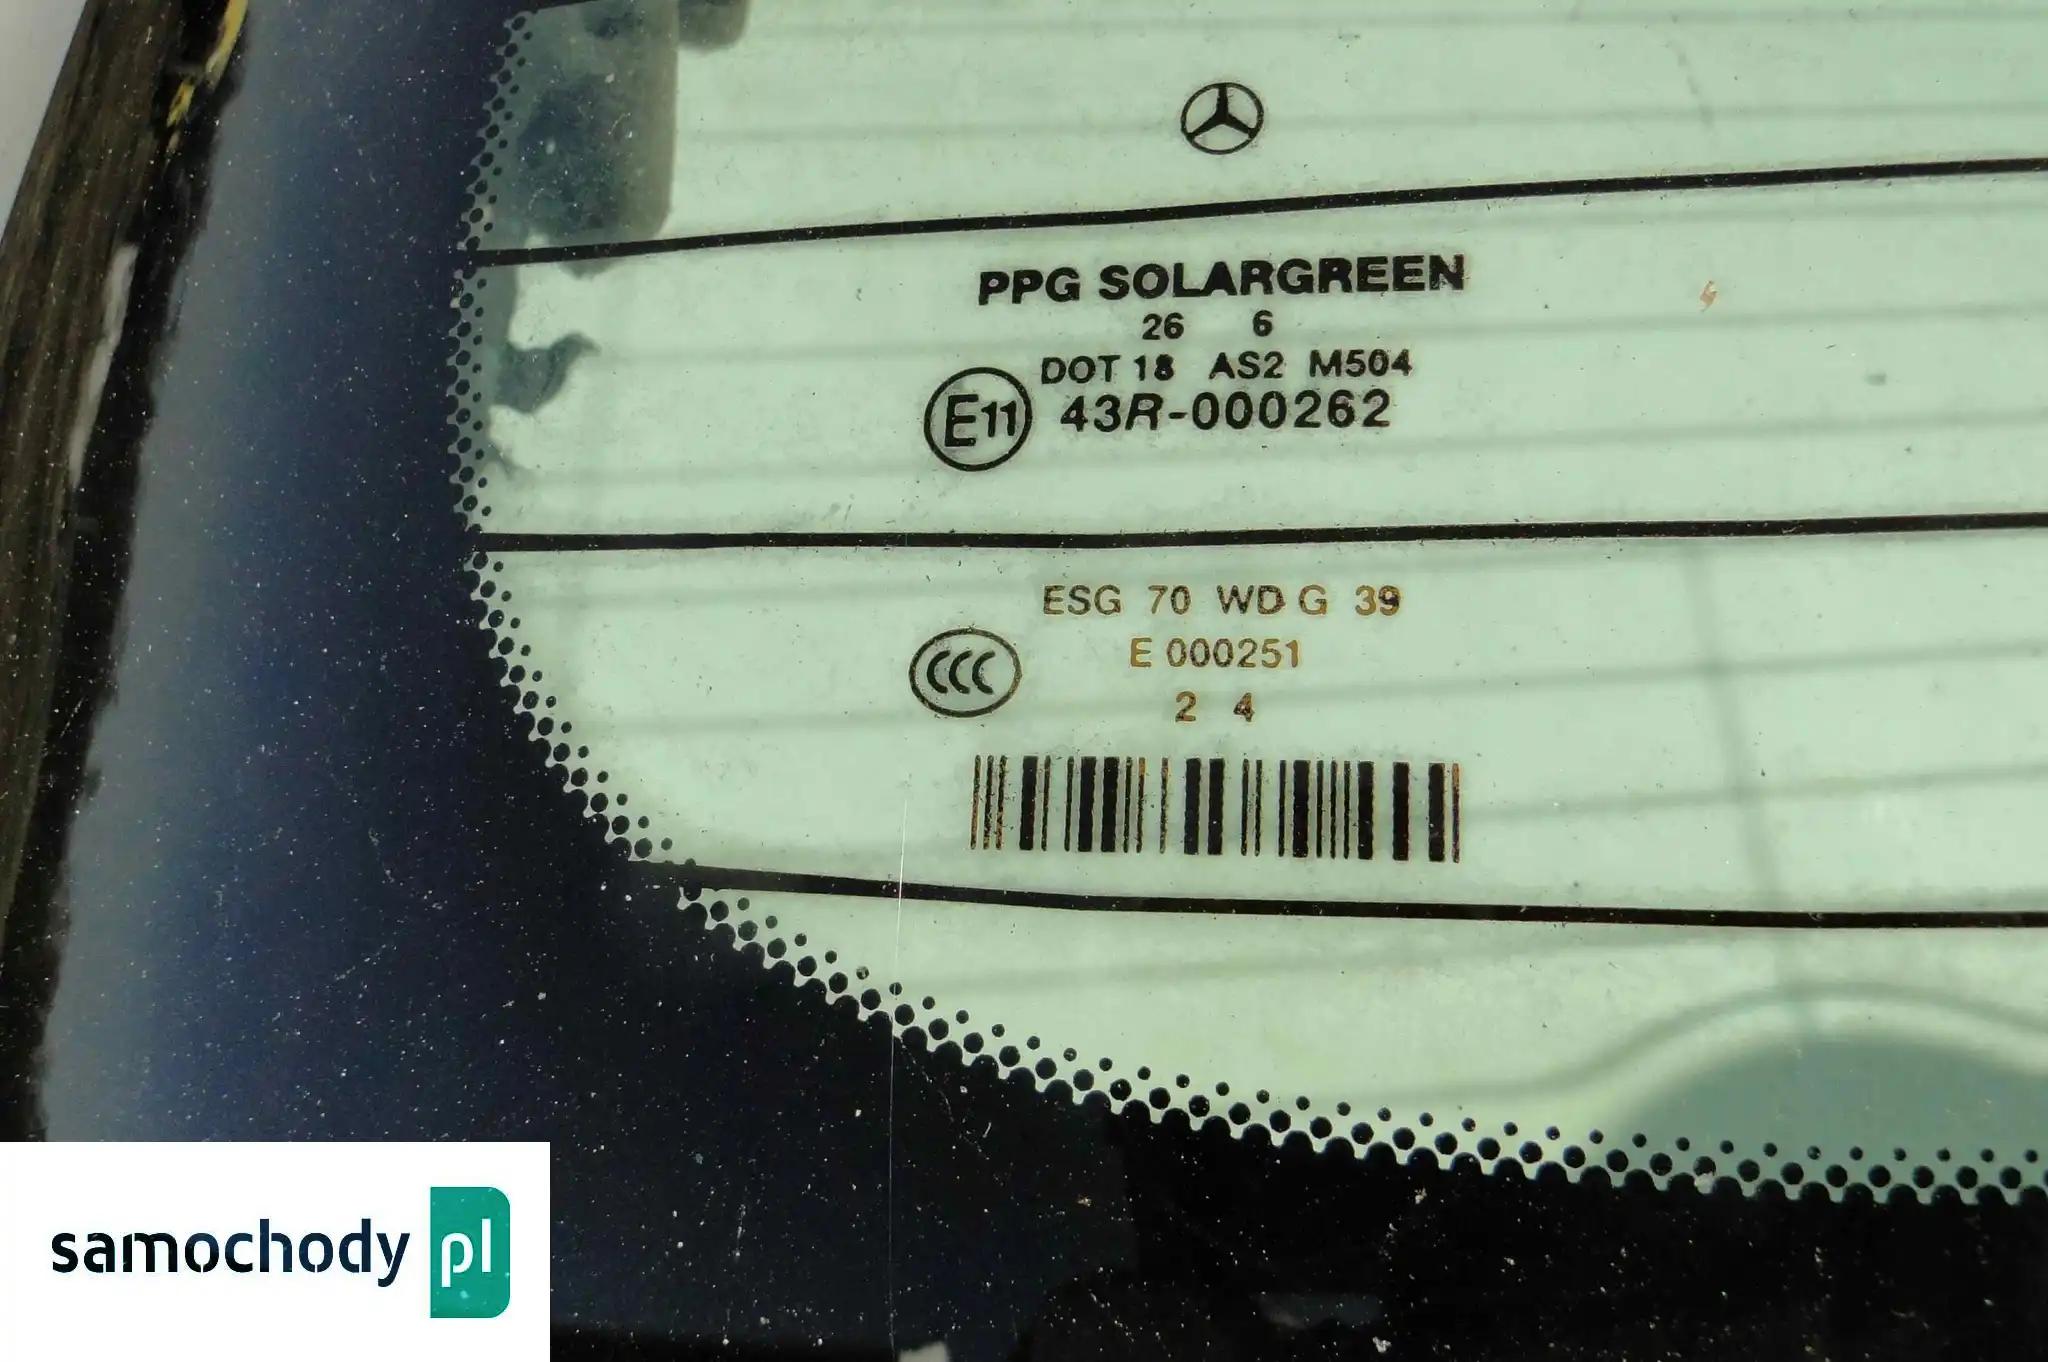 PPG SOLARGREEN
26 6
DOT 18 AS2 M504
E11 43R-000262
ESG 70 WD G 39
CCC E 000251
2 4
samochody pl